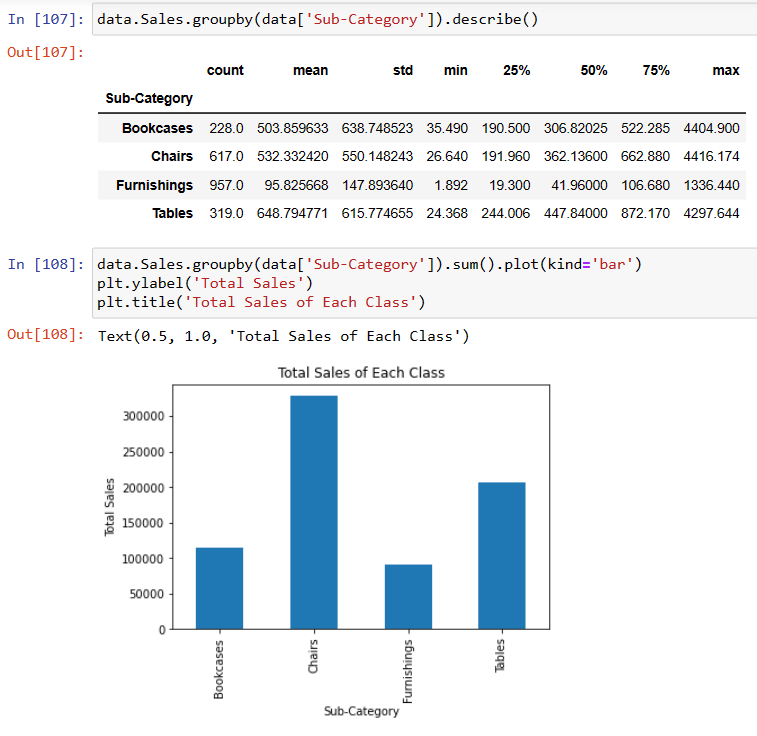 In [107]: data.Sales.groupby(data['Sub-Category']).describe()
Out[107]:
count mean std min 25% 50% 75% max
Sub-Category
Bookcases 228.0 503.859633 638.748523 35.490 190.500 306.82025 522.285 4404.900
Chairs 617.0 532.332420 550.148243 26.640 191.960 362.13600 662.880 4416.174
Furnishings 957.0 95.825668 147.893640 1.892 19.300 41.96000 106.680 1336.440
Tables 319.0 648.794771 615.774655 24.368 244.006 447.84000 872.170 4297.644
In [108]: data.Sales.groupby(data['Sub-Category']).sum().plot(kind='bar')
plt.ylabel('Total Sales')
plt.title('Total Sales of Each Class')
Out[108]: Text(0.5, 1.0, 'Total Sales of Each Class')
Total Sales of Each Class
Total Sales
300000
250000
200000
150000
100000
50000
0
Bookcases
Chairs
Furnishings
Tables
Sub-Category